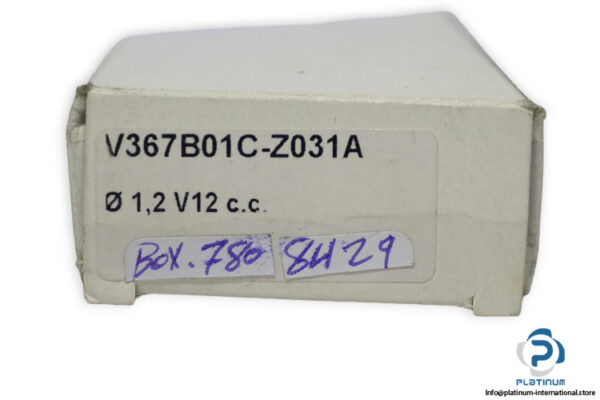 V367B01C-Z031A
Ø 1,2 V12 c.c.
Box.780 8429
PLATINUM
Info@platinum-international.store